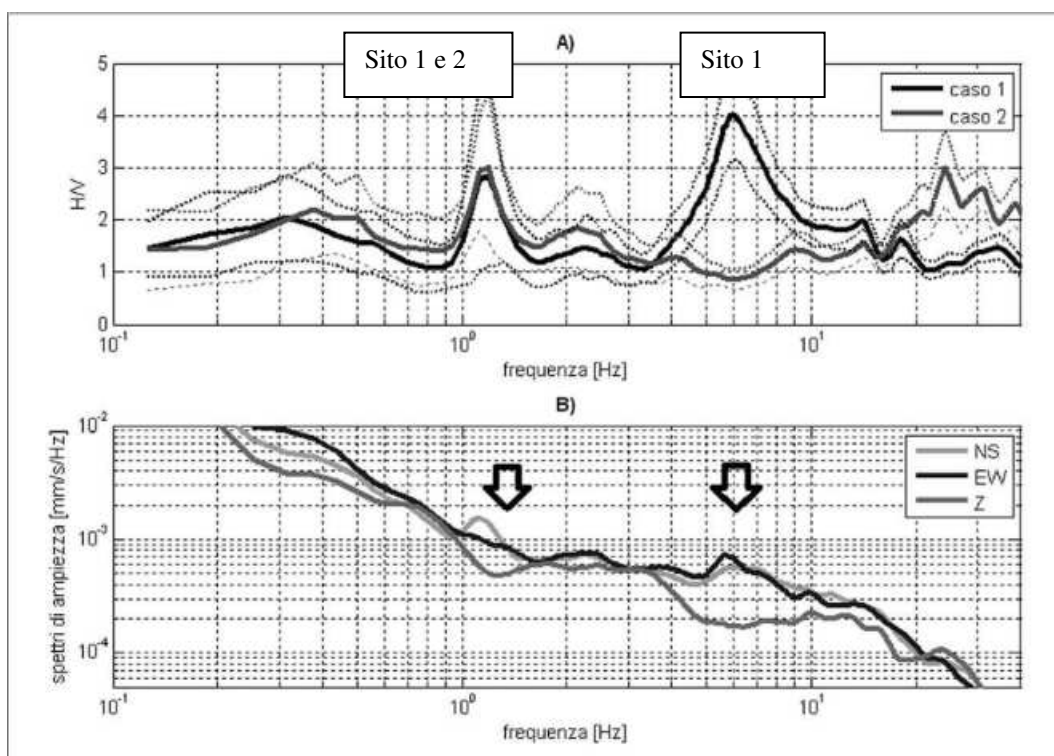 Sito 1 e 2
A)
Sito 1
5
4
3
2
1
0
H/V
caso 1
caso 2
10^-1
10^0
10^1
frequenza [Hz]
B)
10^-2
10^-3
10^-4
spettri di ampiezza [mm/s/Hz]
NS
EW
Z
10^-1
10^0
10^1
frequenza [Hz]